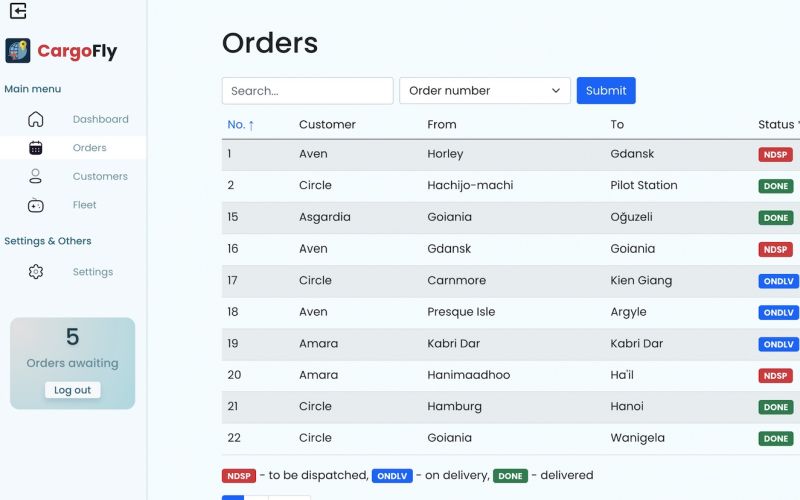 CargoFly
Main menu
Dashboard
Orders
Customers
Fleet
Settings & Others
Settings
5
Orders awaiting
Log out
Orders
Search... Order number Submit
No. ↑ Customer From To Status
1 Aven Horley Gdansk NDSP
2 Circle Hachijo-machi Pilot Station DONE
15 Asgardia Goiania Oğuzeli DONE
16 Aven Gdansk Goiania NDSP
17 Circle Carnmore Kien Giang ONDLV
18 Aven Presque Isle Argyle ONDLV
19 Amara Kabri Dar Kabri Dar ONDLV
20 Amara Hanimaadhoo Ha'il NDSP
21 Circle Hamburg Hanoi DONE
22 Circle Goiania Wanigela DONE
NDSP - to be dispatched, ONDLV - on delivery, DONE - delivered